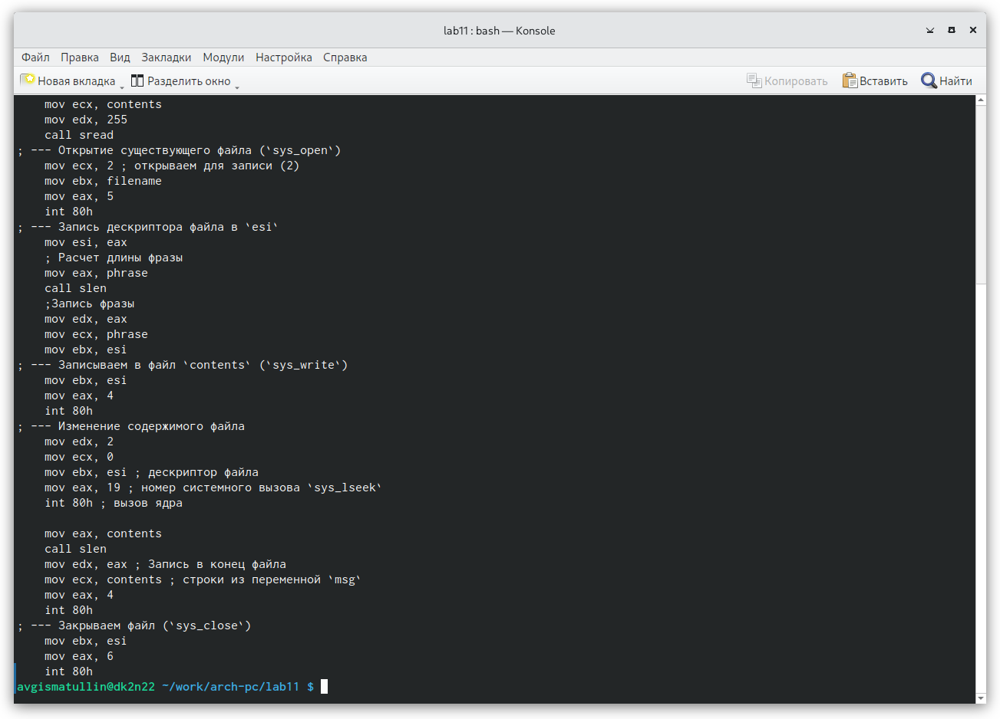 lab11 : bash — Konsole
Файл Правка Вид Закладки Модули Настройка Справка
Новая вкладка Разделить окно Копировать Вставить Найти
    mov ecx, contents
    mov edx, 255
    call sread
; --- Открытие существующего файла (`sys_open`)
    mov ecx, 2 ; открываем для записи (2)
    mov ebx, filename
    mov eax, 5
    int 80h
; --- Запись дескриптора файла в `esi`
    mov esi, eax
    ; Расчет длины фразы
    mov eax, phrase
    call slen
    ;Запись фразы
    mov edx, eax
    mov ecx, phrase
    mov ebx, esi
; --- Записываем в файл `contents` (`sys_write`)
    mov ebx, esi
    mov eax, 4
    int 80h
; --- Изменение содержимого файла
    mov edx, 2
    mov ecx, 0
    mov ebx, esi ; дескриптор файла
    mov eax, 19 ; номер системного вызова `sys_lseek`
    int 80h ; вызов ядра

    mov eax, contents
    call slen
    mov edx, eax ; Запись в конец файла
    mov ecx, contents ; строки из переменной `msg`
    mov eax, 4
    int 80h
; --- Закрываем файл (`sys_close`)
    mov ebx, esi
    mov eax, 6
    int 80h
avgismatullin@dk2n22 ~/work/arch-pc/lab11 $